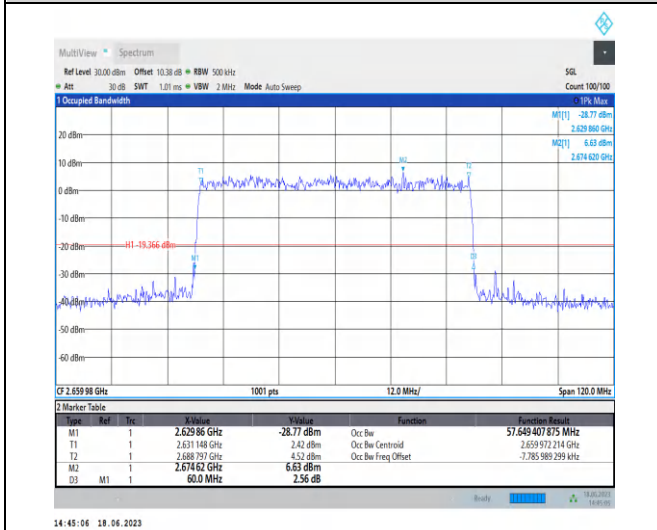 MultiView Spectrum
Ref Level 30.00 dBm Offset 10.38 dB RBW 500 kHz SGL
Att 30 dB SWT 1.01 ms VBW 2 MHz Mode Auto Sweep Count 100/100
1 Occupied Bandwidth 1Pk Max
M1[1] -28.77 dBm
2.629 860 GHz
M2[1] 6.63 dBm
2.674 620 GHz
20 dBm
10 dBm
M2
T1
T2
0 dBm
-10 dBm
-20 dBm
H1 -19.366 dBm
M1
D3
-30 dBm
-40 dBm
-50 dBm
-60 dBm
CF 2.659 98 GHz 1001 pts 12.0 MHz/ Span 120.0 MHz
2 Marker Table
Type Ref Trc X-Value Y-Value Function Function Result
M1 1 2.629 86 GHz -28.77 dBm Occ Bw 57.649 407 875 MHz
T1 1 2.631 148 GHz 2.42 dBm Occ Bw Centroid 2.659 972 214 GHz
T2 1 2.688 797 GHz 4.52 dBm Occ Bw Freq Offset -7.785 989 299 kHz
M2 1 2.674 62 GHz 6.63 dBm
D3 M1 1 60.0 MHz 2.56 dB
Ready 18.06.2023
14:45:05
14:45:06 18.06.2023